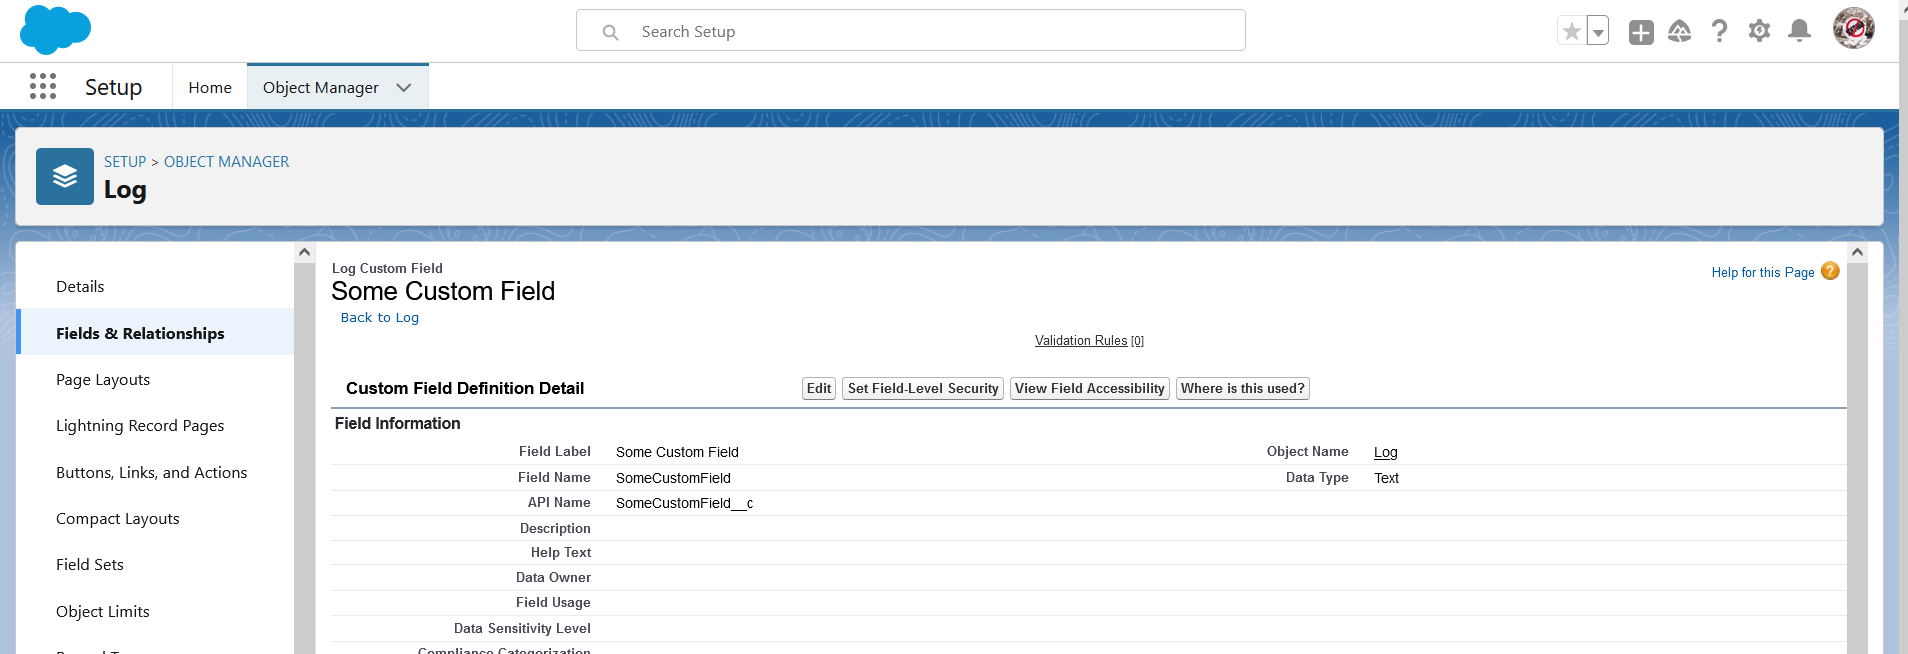 Search Setup
Setup
Home
Object Manager
SETUP > OBJECT MANAGER
Log
Details
Fields & Relationships
Page Layouts
Lightning Record Pages
Buttons, Links, and Actions
Compact Layouts
Field Sets
Object Limits
Log Custom Field
Some Custom Field
Back to Log
Help for this Page ?
Validation Rules [0]
Custom Field Definition Detail
Edit
Set Field-Level Security
View Field Accessibility
Where is this used?
Field Information
Field Label Some Custom Field Object Name Log
Field Name SomeCustomField Data Type Text
API Name SomeCustomField__c
Description
Help Text
Data Owner
Field Usage
Data Sensitivity Level
Compliance Categorization